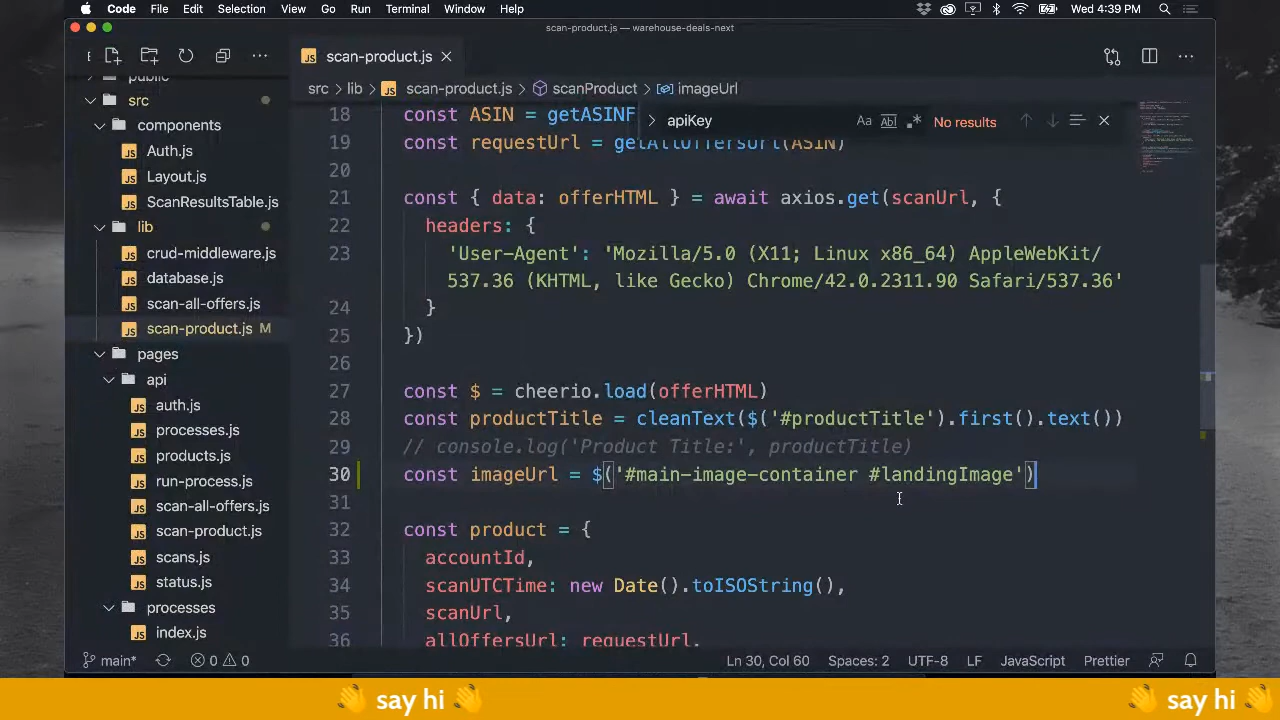 Code File Edit Selection View Go Run Terminal Window Help Wed 4:39 PM
scan-product.js — warehouse-deals-next
scan-product.js
src lib scan-product.js scanProduct imageUrl
apiKey Aa Abl .* No results
public
src
components
Auth.js
Layout.js
ScanResultsTable.js
lib
crud-middleware.js
database.js
scan-all-offers.js
scan-product.js M
pages
api
auth.js
processes.js
products.js
run-process.js
scan-all-offers.js
scan-product.js
scans.js
status.js
processes
index.js
18 const ASIN = getASINF
19 const requestUrl = getAllOffersUrl(ASIN)
20
21 const { data: offerHTML } = await axios.get(scanUrl, {
22 headers: {
23 'User-Agent': 'Mozilla/5.0 (X11; Linux x86_64) AppleWebKit/
537.36 (KHTML, like Gecko) Chrome/42.0.2311.90 Safari/537.36'
24 }
25 })
26
27 const $ = cheerio.load(offerHTML)
28 const productTitle = cleanText($('#productTitle').first().text())
29 // console.log('Product Title:', productTitle)
30 const imageUrl = $('#main-image-container #landingImage')
31
32 const product = {
33 accountId,
34 scanUTCTime: new Date().toISOString(),
35 scanUrl,
36 allOffersUrl: requestUrl,
main* 0 0 Ln 30, Col 60 Spaces: 2 UTF-8 LF JavaScript Prettier
👋 say hi 👋 👋 say hi 👋